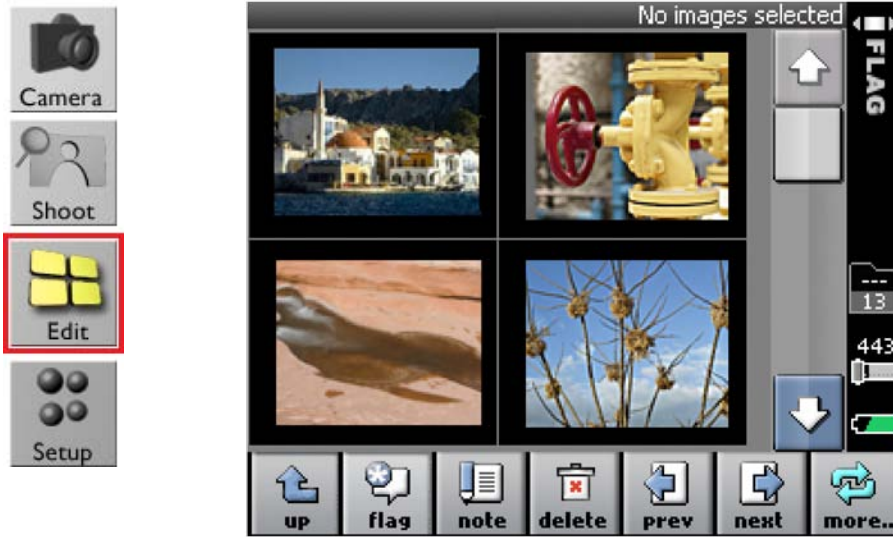 Camera
Shoot
Edit
Setup
No images selected
FLAG
---
13
443
up
flag
note
delete
prev
next
more..